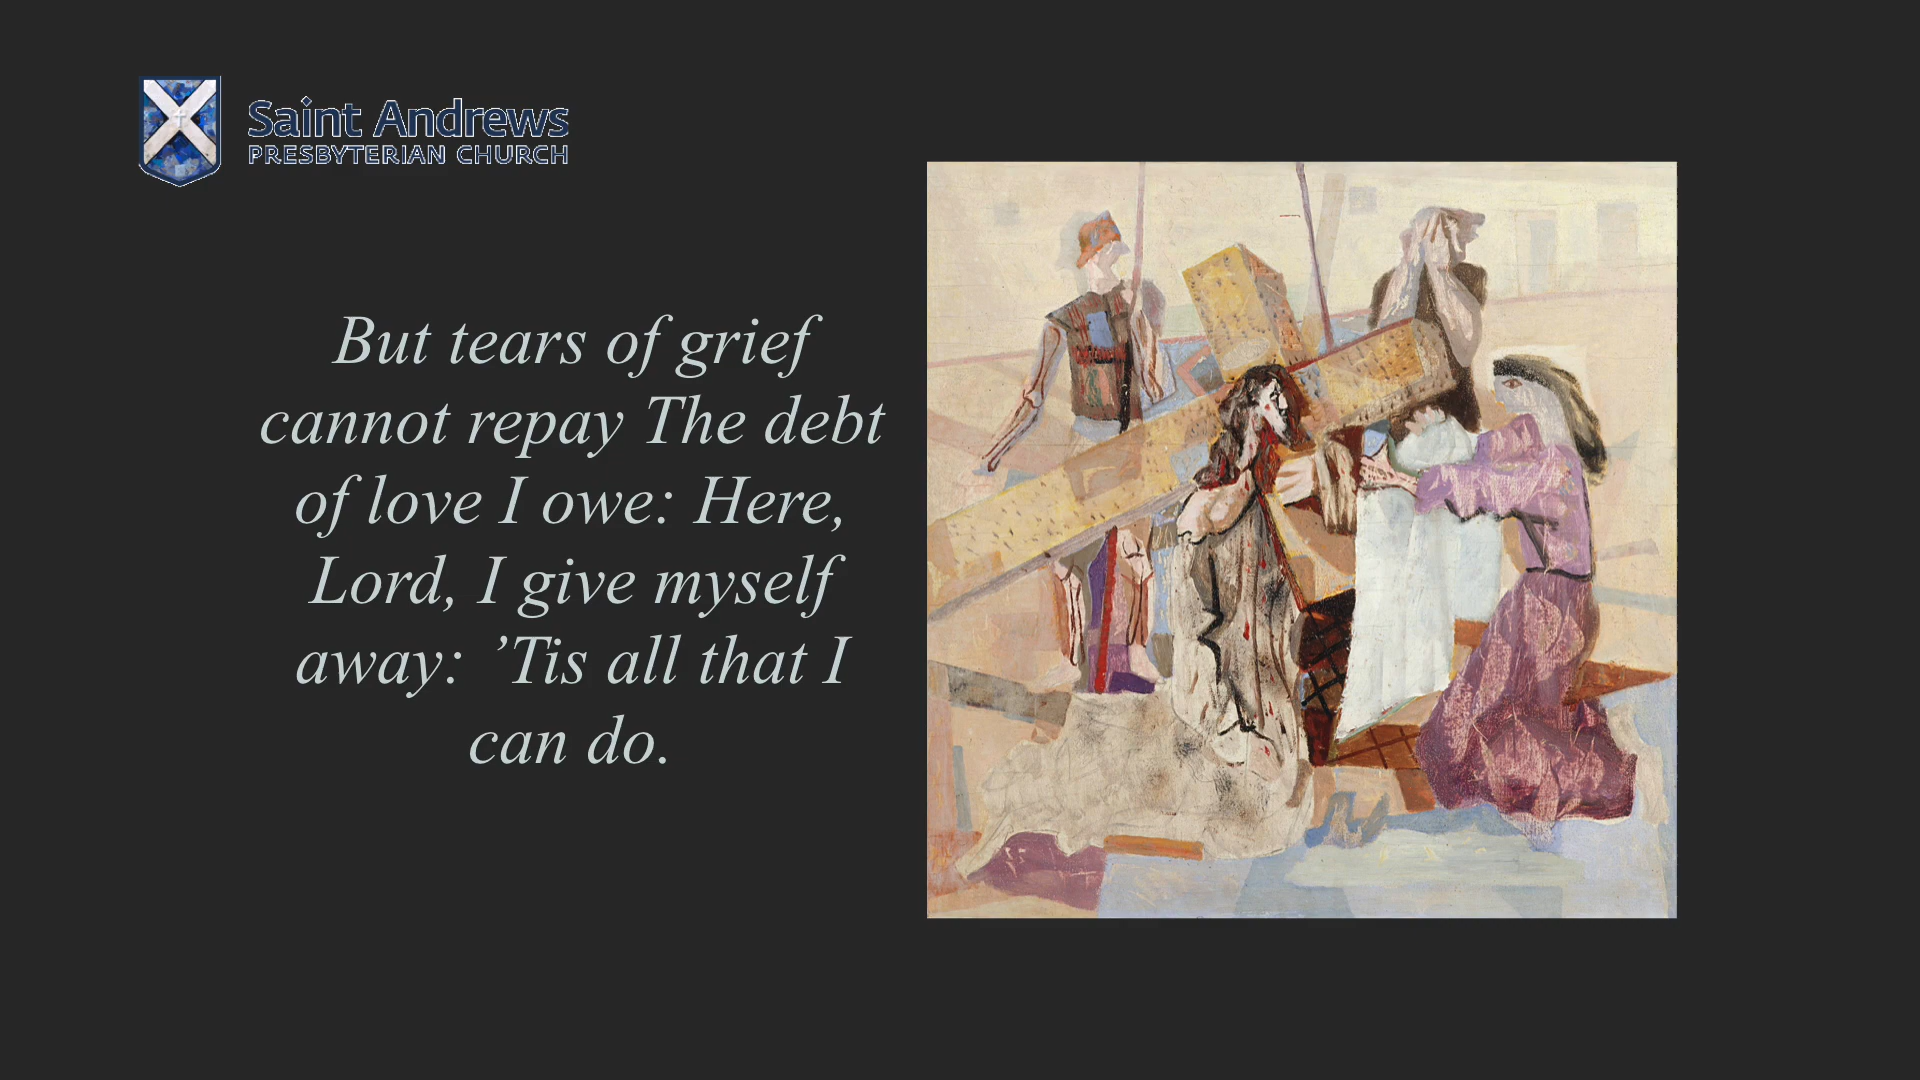 Saint Andrews
PRESBYTERIAN CHURCH
But tears of grief
cannot repay The debt
of love I owe: Here,
Lord, I give myself
away: ’Tis all that I
can do.